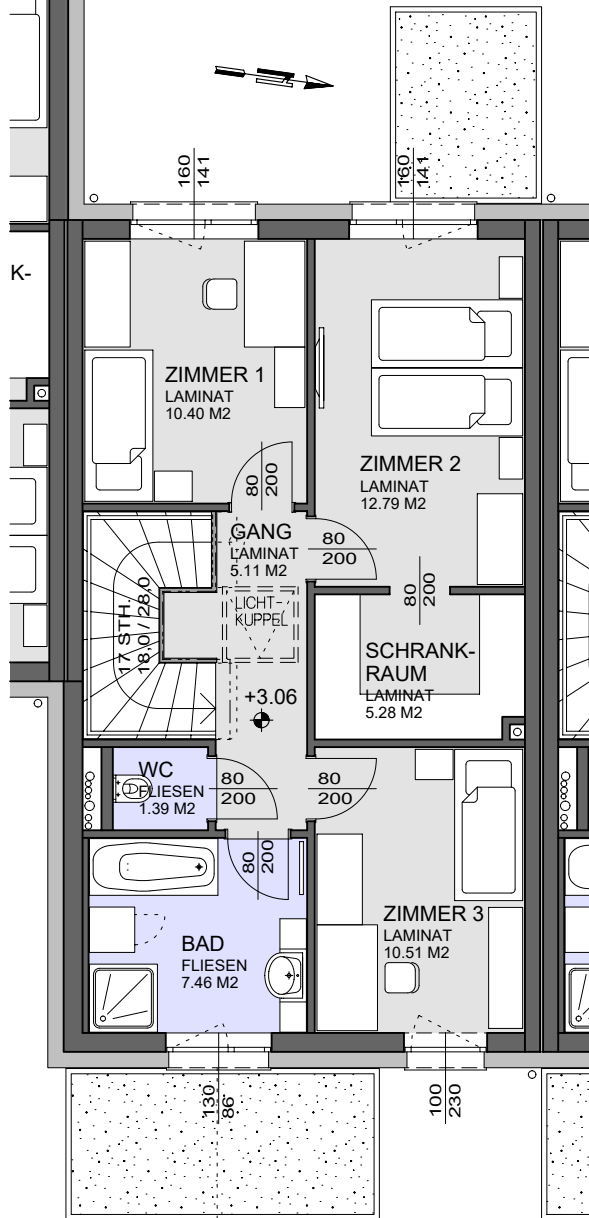 160
141
160
141
K-
ZIMMER 1
LAMINAT
10.40 M2
ZIMMER 2
LAMINAT
12.79 M2
80
200
GANG
LAMINAT
5.11 M2
80
200
17 STH.
18,0 / 28,0
LICHT-
KUPPEL
80
200
SCHRANK-
RAUM
LAMINAT
5.28 M2
+3.06
WC
FLIESEN
1.39 M2
80
200
80
200
80
200
BAD
FLIESEN
7.46 M2
ZIMMER 3
LAMINAT
10.51 M2
130
86
100
230